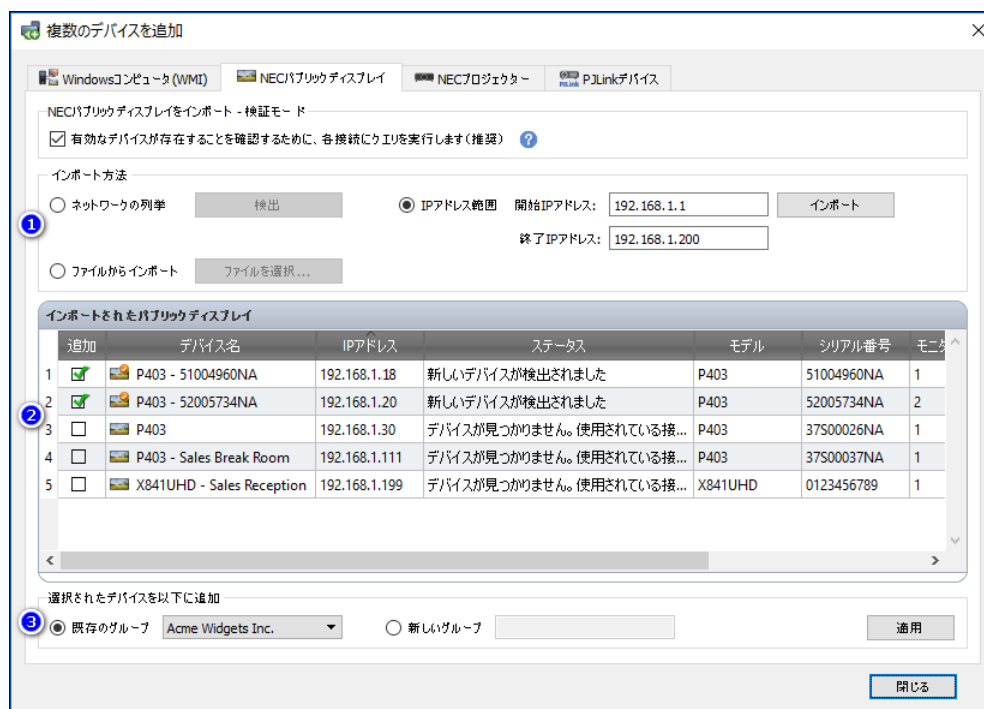 複数のデバイスを追加
Windowsコンピュータ(WMI) NECパブリックディスプレイ NECプロジェクター PJLinkデバイス
NECパブリックディスプレイをインポート - 検証モード
有効なデバイスが存在することを確認するために、各接続にクエリを実行します(推奨) ?
インポート方法
ネットワークの列挙 検出 IPアドレス範囲 開始IPアドレス: 192.168.1.1 インポート
1
終了IPアドレス: 192.168.1.200
ファイルからインポート ファイルを選択...
インポートされたパブリックディスプレイ
追加 デバイス名 IPアドレス ステータス モデル シリアル番号
1 P403 - 51004960NA 192.168.1.18 新しいデバイスが検出されました P403 51004960NA 1
2 P403 - 52005734NA 192.168.1.20 新しいデバイスが検出されました P403 52005734NA 2
2
3 P403 192.168.1.30 デバイスが見つかりません。使用されている接... P403 37S00026NA 1
4 P403 - Sales Break Room 192.168.1.111 デバイスが見つかりません。使用されている接... P403 37S00037NA 1
5 X841UHD - Sales Reception 192.168.1.199 デバイスが見つかりません。使用されている接... X841UHD 0123456789 1
選択されたデバイスを以下に追加
3
既存のグループ Acme Widgets Inc. 新しいグループ 適用
閉じる